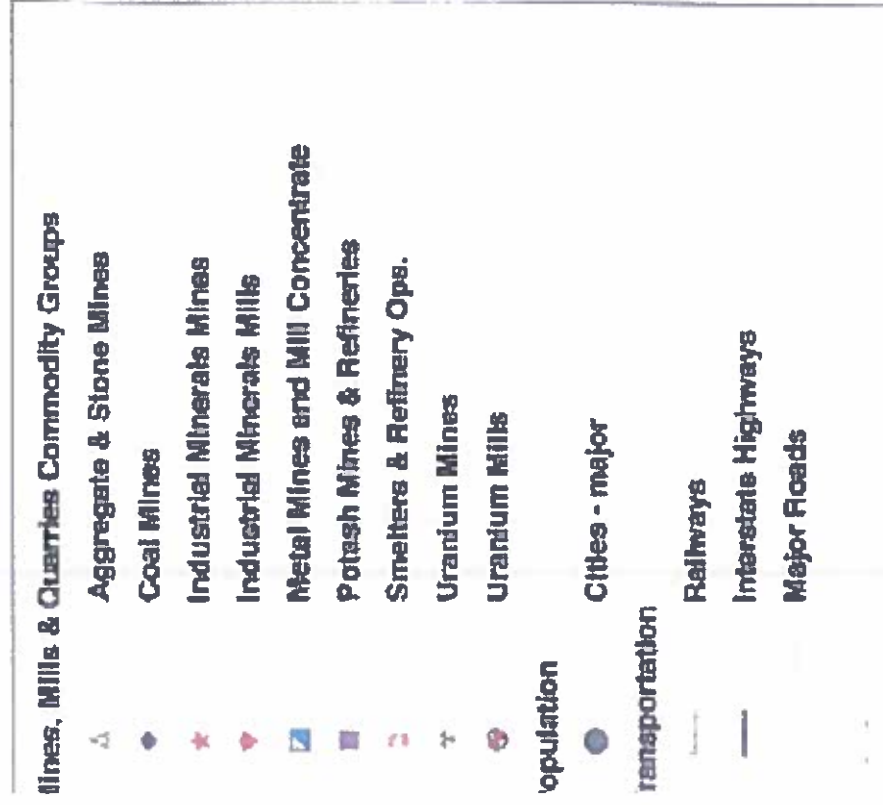 lines, Mills & Quarries Commodity Groups
Aggregate & Stone Mines
Coal Mines
Industrial Minerals Mines
Industrial Minerals Mills
Metal Mines and Mill Concentrate
Potash Mines & Refineries
Smelters & Refinery Ops.
Uranium Mines
Uranium Mills
opulation
Cities - major
ransportation
Railways
Interstate Highways
Major Roads